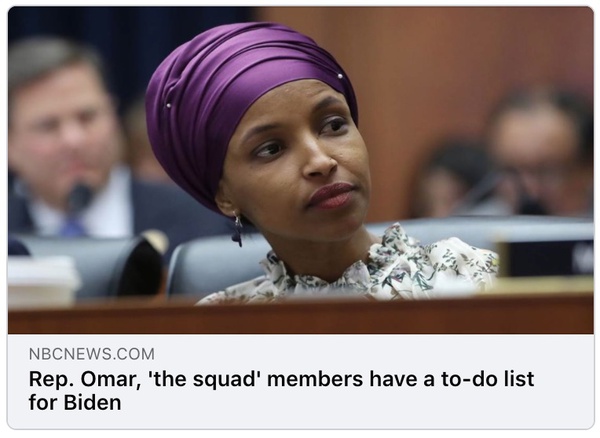 NBCNEWS.COM
Rep. Omar, 'the squad' members have a to-do list
for Biden